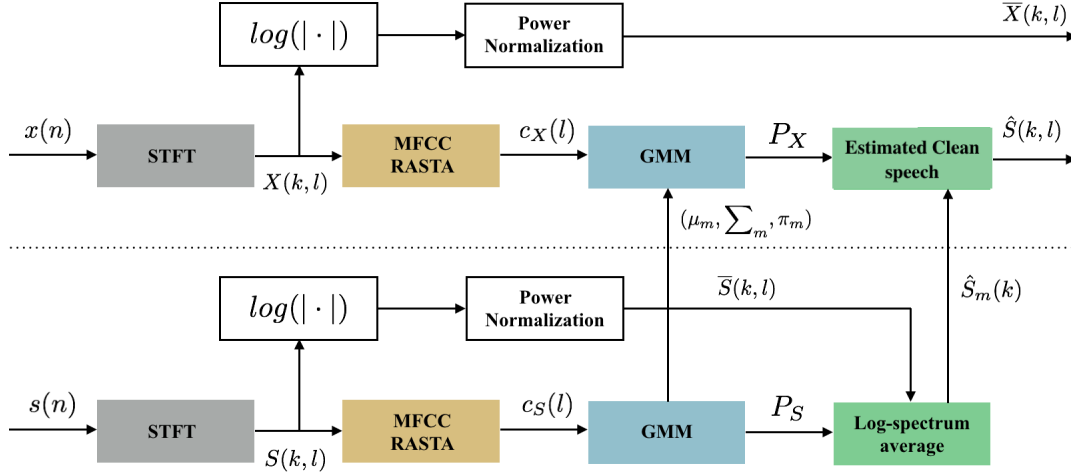 log(| · |)
Power
Normalization
X̅(k, l)
x(n)
STFT
X(k, l)
MFCC
RASTA
c_X(l)
GMM
P_X
Estimated Clean
speech
Ŝ(k, l)
(μ_m, ∑_m, π_m)
log(| · |)
Power
Normalization
S̅(k, l)
Ŝ_m(k)
s(n)
STFT
S(k, l)
MFCC
RASTA
c_S(l)
GMM
P_S
Log-spectrum
average